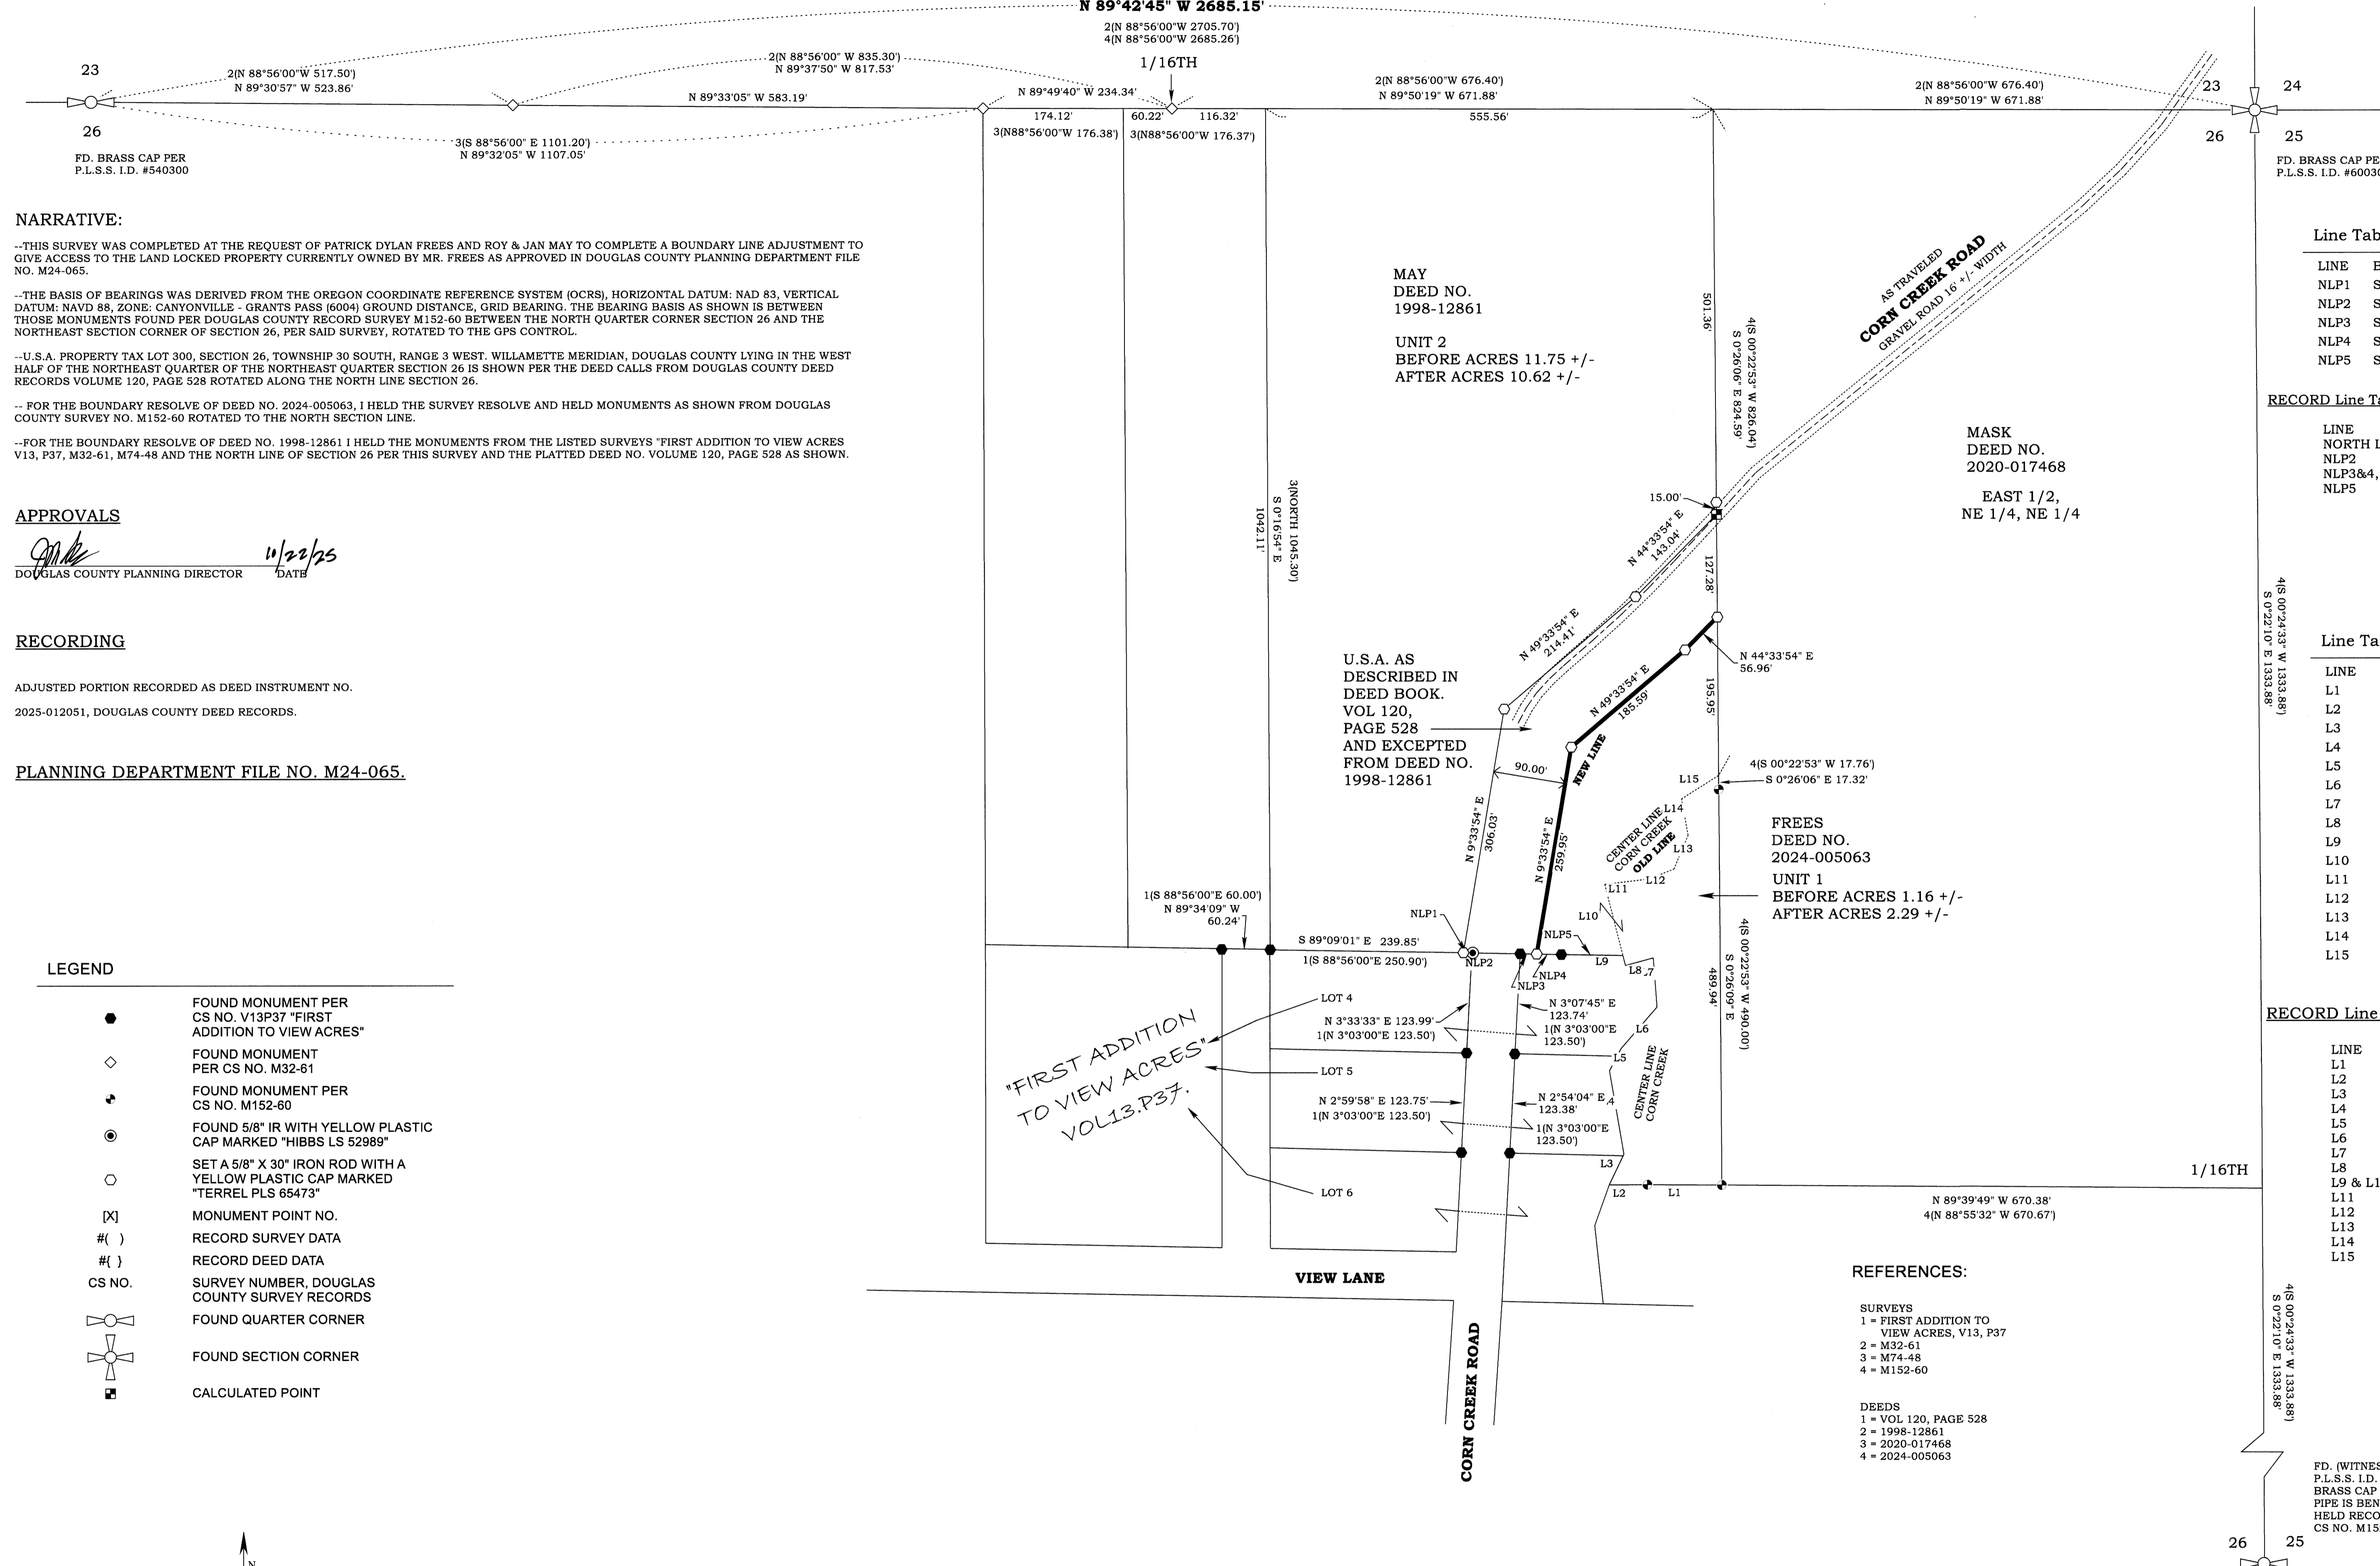 N 89°42'45" W 2685.15'
2(N 88°56'00"W 2705.70)
4(N 88°56'00"W 2685.26')
1/16TH
23
2(N 88°56'00"W 517.50')
N 89°30'57" W 523.86'
2(N 88°56'00" W 835.30')
N 89°37'50" W 817.53'
N 89°33'05" W 583.19'
N 89°49'40" W 234.34'
2(N 88°56'00"W 676.40')
N 89°50'19" W 671.88'
2(N 88°56'00"W 676.40')
N 89°50'19" W 671.88'
23
24
26
25
26
3(S 88°56'00" E 1101.20')
N 89°32'05" W 1107.05'
174.12'
60.22'
116.32'
555.56'
3(N88°56'00"W 176.38')
3(N88°56'00"W 176.37')
FD. BRASS CAP PER
P.L.S.S. I.D. #540300
FD. BRASS CAP PE
P.L.S.S. I.D. #60030
NARRATIVE:
--THIS SURVEY WAS COMPLETED AT THE REQUEST OF PATRICK DYLAN FREES AND ROY & JAN MAY TO COMPLETE A BOUNDARY LINE ADJUSTMENT TO
GIVE ACCESS TO THE LAND LOCKED PROPERTY CURRENTLY OWNED BY MR. FREES AS APPROVED IN DOUGLAS COUNTY PLANNING DEPARTMENT FILE
NO. M24-065.
--THE BASIS OF BEARINGS WAS DERIVED FROM THE OREGON COORDINATE REFERENCE SYSTEM (OCRS), HORIZONTAL DATUM: NAD 83, VERTICAL
DATUM: NAVD 88, ZONE: CANYONVILLE - GRANTS PASS (6004) GROUND DISTANCE, GRID BEARING. THE BEARING BASIS AS SHOWN IS BETWEEN
THOSE MONUMENTS FOUND PER DOUGLAS COUNTY RECORD SURVEY M152-60 BETWEEN THE NORTH QUARTER CORNER SECTION 26 AND THE
NORTHEAST SECTION CORNER OF SECTION 26, PER SAID SURVEY, ROTATED TO THE GPS CONTROL.
--U.S.A. PROPERTY TAX LOT 300, SECTION 26, TOWNSHIP 30 SOUTH, RANGE 3 WEST. WILLAMETTE MERIDIAN, DOUGLAS COUNTY LYING IN THE WEST
HALF OF THE NORTHEAST QUARTER OF THE NORTHEAST QUARTER SECTION 26 IS SHOWN PER THE DEED CALLS FROM DOUGLAS COUNTY DEED
RECORDS VOLUME 120, PAGE 528 ROTATED ALONG THE NORTH LINE SECTION 26.
-- FOR THE BOUNDARY RESOLVE OF DEED NO. 2024-005063, I HELD THE SURVEY RESOLVE AND HELD MONUMENTS AS SHOWN FROM DOUGLAS
COUNTY SURVEY NO. M152-60 ROTATED TO THE NORTH SECTION LINE.
--FOR THE BOUNDARY RESOLVE OF DEED NO. 1998-12861 I HELD THE MONUMENTS FROM THE LISTED SURVEYS "FIRST ADDITION TO VIEW ACRES
V13, P37, M32-61, M74-48 AND THE NORTH LINE OF SECTION 26 PER THIS SURVEY AND THE PLATTED DEED NO. VOLUME 120, PAGE 528 AS SHOWN.
APPROVALS
10/22/25
DOUGLAS COUNTY PLANNING DIRECTOR
DATE
RECORDING
ADJUSTED PORTION RECORDED AS DEED INSTRUMENT NO.
2025-012051, DOUGLAS COUNTY DEED RECORDS.
PLANNING DEPARTMENT FILE NO. M24-065.
LEGEND
FOUND MONUMENT PER
CS NO. V13P37 "FIRST
ADDITION TO VIEW ACRES"
FOUND MONUMENT
PER CS NO. M32-61
FOUND MONUMENT PER
CS NO. M152-60
FOUND 5/8" IR WITH YELLOW PLASTIC
CAP MARKED "HIBBS LS 52989"
SET A 5/8" X 30" IRON ROD WITH A
YELLOW PLASTIC CAP MARKED
"TERREL PLS 65473"
[X] MONUMENT POINT NO.
#( ) RECORD SURVEY DATA
#{ } RECORD DEED DATA
CS NO. SURVEY NUMBER, DOUGLAS
COUNTY SURVEY RECORDS
FOUND QUARTER CORNER
FOUND SECTION CORNER
CALCULATED POINT
N
MAY
DEED NO.
1998-12861
UNIT 2
BEFORE ACRES 11.75 +/-
AFTER ACRES 10.62 +/-
3(NORTH 1045.30')
S 0°16'54" E
1042.11'
501.36'
4(S 00°22'53" W 826.04')
S 0°26'06" E 824.59'
AS TRAVELED
CORN CREEK ROAD
GRAVEL ROAD 16' +/- WIDTH
MASK
DEED NO.
2020-017468
EAST 1/2,
NE 1/4, NE 1/4
15.00'
N 44°33'54" E
143.04'
127.28'
N 49°33'54" E
214.41'
N 44°33'54" E
56.96'
N 49°33'54" E
185.59'
195.95'
U.S.A. AS
DESCRIBED IN
DEED BOOK.
VOL 120,
PAGE 528
AND EXCEPTED
FROM DEED NO.
1998-12861
90.00'
NEW LINE
N 9°33'54" E
306.03'
N 9°33'54" E
259.95'
L15
4(S 00°22'53" W 17.76')
S 0°26'06" E 17.32'
L14
CENTER LINE
CORN CREEK
OLD LINE
L13
L12
L11
L10
FREES
DEED NO.
2024-005063
UNIT 1
BEFORE ACRES 1.16 +/-
AFTER ACRES 2.29 +/-
1(S 88°56'00"E 60.00')
N 89°34'09" W
60.24'
NLP1
S 89°09'01" E 239.85'
1(S 88°56'00"E 250.90')
NLP2
NLP5
NLP4
NLP3
L9
L8
7
4(S 00°22'53" W 490.00')
S 0°26'09" E
489.94'
"FIRST ADDITION
TO VIEW ACRES"
VOL13.P37.
LOT 4
N 3°33'33" E 123.99'
1(N 3°03'00"E 123.50')
N 3°07'45" E
123.74'
1(N 3°03'00"E
123.50')
L6
L5
LOT 5
N 2°59'58" E 123.75'
1(N 3°03'00"E 123.50')
N 2°54'04" E
4
123.38'
1(N 3°03'00"E
123.50')
CENTER LINE
CORN CREEK
L3
LOT 6
L2
L1
1/16TH
N 89°39'49" W 670.38'
4(N 88°55'32" W 670.67')
VIEW LANE
CORN CREEK ROAD
REFERENCES:
SURVEYS
1 = FIRST ADDITION TO
VIEW ACRES, V13, P37
2 = M32-61
3 = M74-48
4 = M152-60
DEEDS
1 = VOL 120, PAGE 528
2 = 1998-12861
3 = 2020-017468
4 = 2024-005063
4(S 00°24'33" W 1333.88')
S 0°22'10" E 1333.88'
4(S 00°24'33" W 1333.88')
S 0°22'10" E 1333.88'
Line Tab
LINE B
NLP1 S
NLP2 S
NLP3 S
NLP4 S
NLP5 S
RECORD Line Ta
LINE
NORTH L
NLP2
NLP3&4,
NLP5
Line Ta
LINE
L1
L2
L3
L4
L5
L6
L7
L8
L9
L10
L11
L12
L13
L14
L15
RECORD Line
LINE
L1
L2
L3
L4
L5
L6
L7
L8
L9 & L1
L11
L12
L13
L14
L15
FD. (WITNES
P.L.S.S. I.D.
BRASS CAP
PIPE IS BEN
HELD RECO
CS NO. M15
26
25